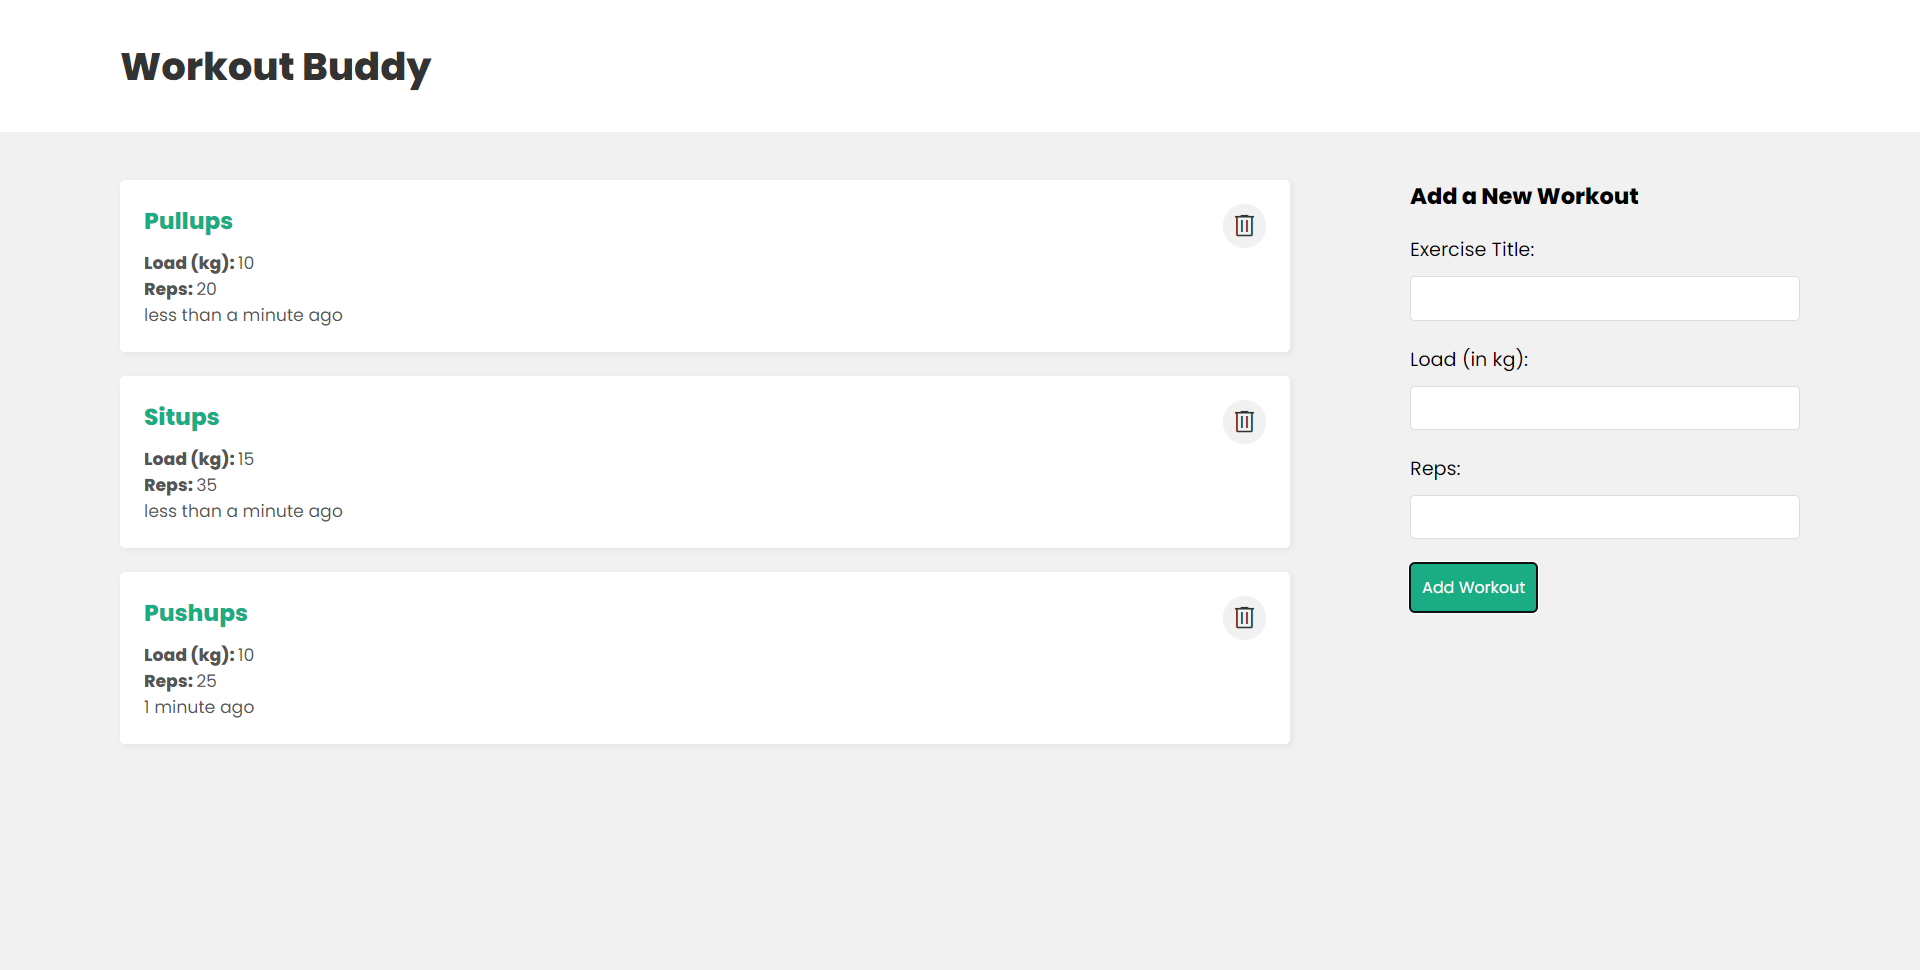 Workout Buddy
Pullups
Load (kg): 10
Reps: 20
less than a minute ago
Situps
Load (kg): 15
Reps: 35
less than a minute ago
Pushups
Load (kg): 10
Reps: 25
1 minute ago
Add a New Workout
Exercise Title:
Load (in kg):
Reps:
Add Workout